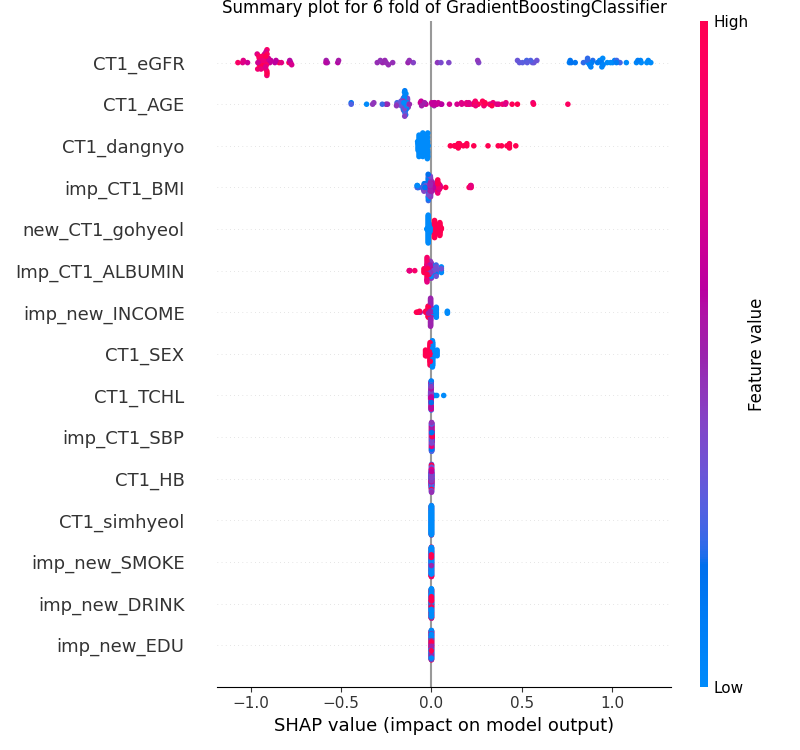 Summary plot for 6 fold of GradientBoostingClassifier
High
CT1_eGFR
CT1_AGE
CT1_dangnyo
imp_CT1_BMI
new_CT1_gohyeol
Imp_CT1_ALBUMIN
imp_new_INCOME
CT1_SEX
CT1_TCHL
imp_CT1_SBP
CT1_HB
CT1_simhyeol
imp_new_SMOKE
imp_new_DRINK
imp_new_EDU
Feature value
Low
−1.0 −0.5 0.0 0.5 1.0
SHAP value (impact on model output)